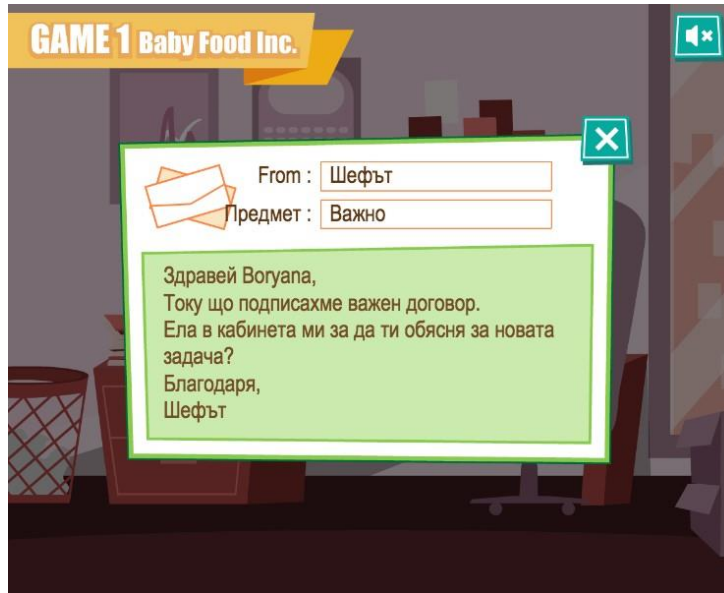 GAME 1 Baby Food Inc.
From : Шефът
Предмет : Важно
Здравей Boryana,
Току що подписахме важен договор.
Ела в кабинета ми за да ти обясня за новата
задача?
Благодаря,
Шефът